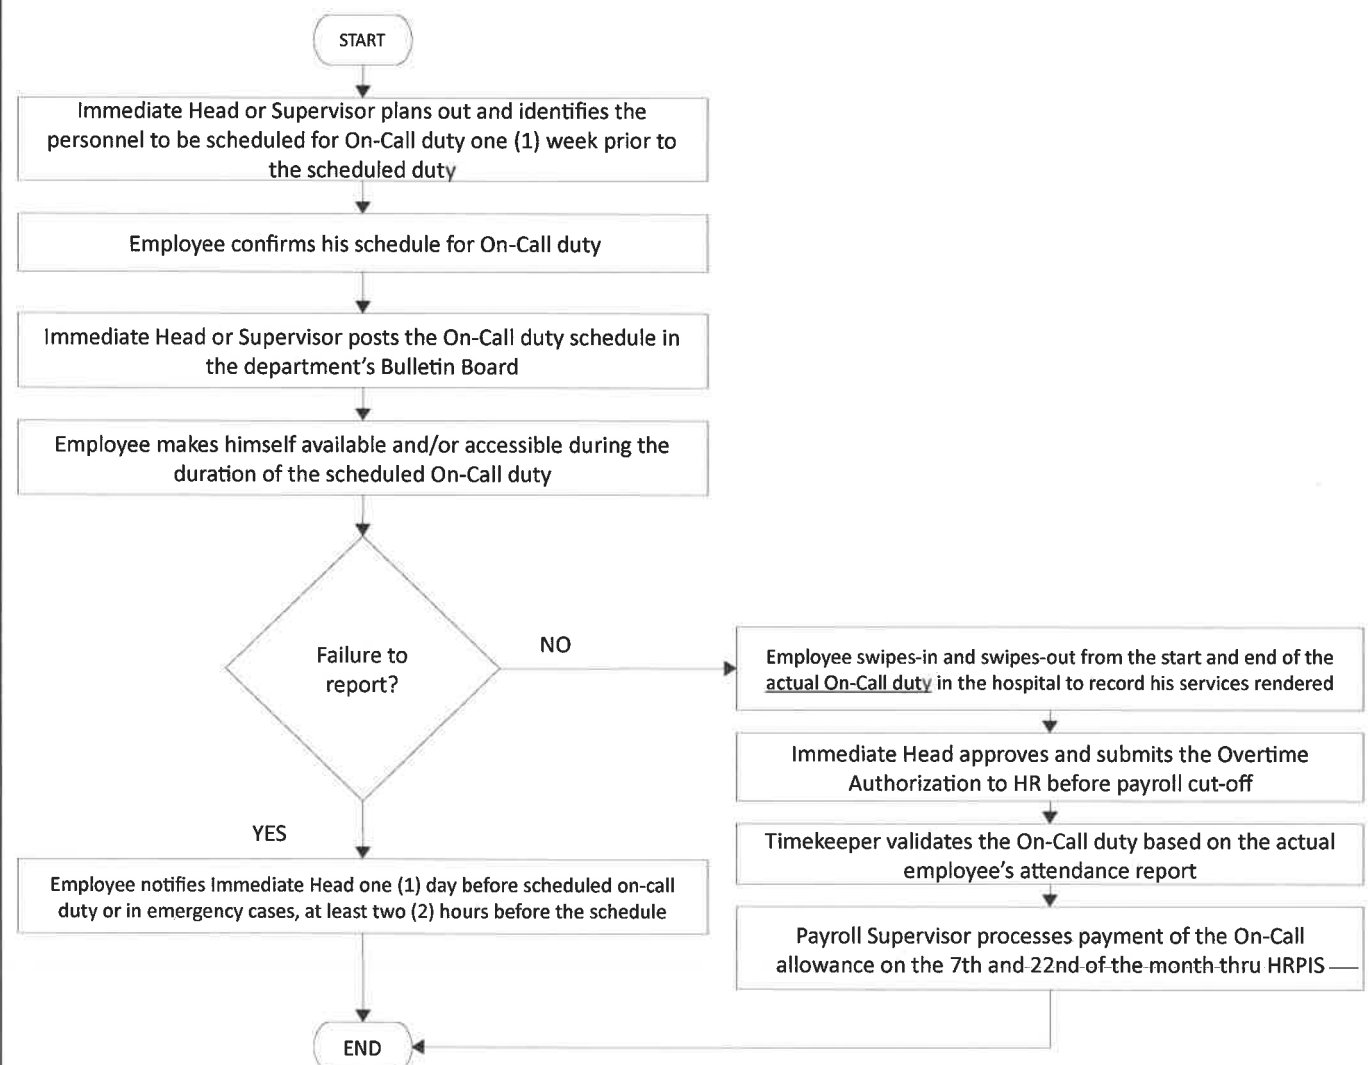 START
Immediate Head or Supervisor plans out and identifies the
personnel to be scheduled for On-Call duty one (1) week prior to
the scheduled duty
Employee confirms his schedule for On-Call duty
Immediate Head or Supervisor posts the On-Call duty schedule in
the department's Bulletin Board
Employee makes himself available and/or accessible during the
duration of the scheduled On-Call duty
Failure to
report?
NO
Employee swipes-in and swipes-out from the start and end of the
actual On-Call duty in the hospital to record his services rendered
Immediate Head approves and submits the Overtime
Authorization to HR before payroll cut-off
Timekeeper validates the On-Call duty based on the actual
employee's attendance report
Payroll Supervisor processes payment of the On-Call
allowance on the 7th and 22nd of the month thru HRPIS
YES
Employee notifies Immediate Head one (1) day before scheduled on-call
duty or in emergency cases, at least two (2) hours before the schedule
END